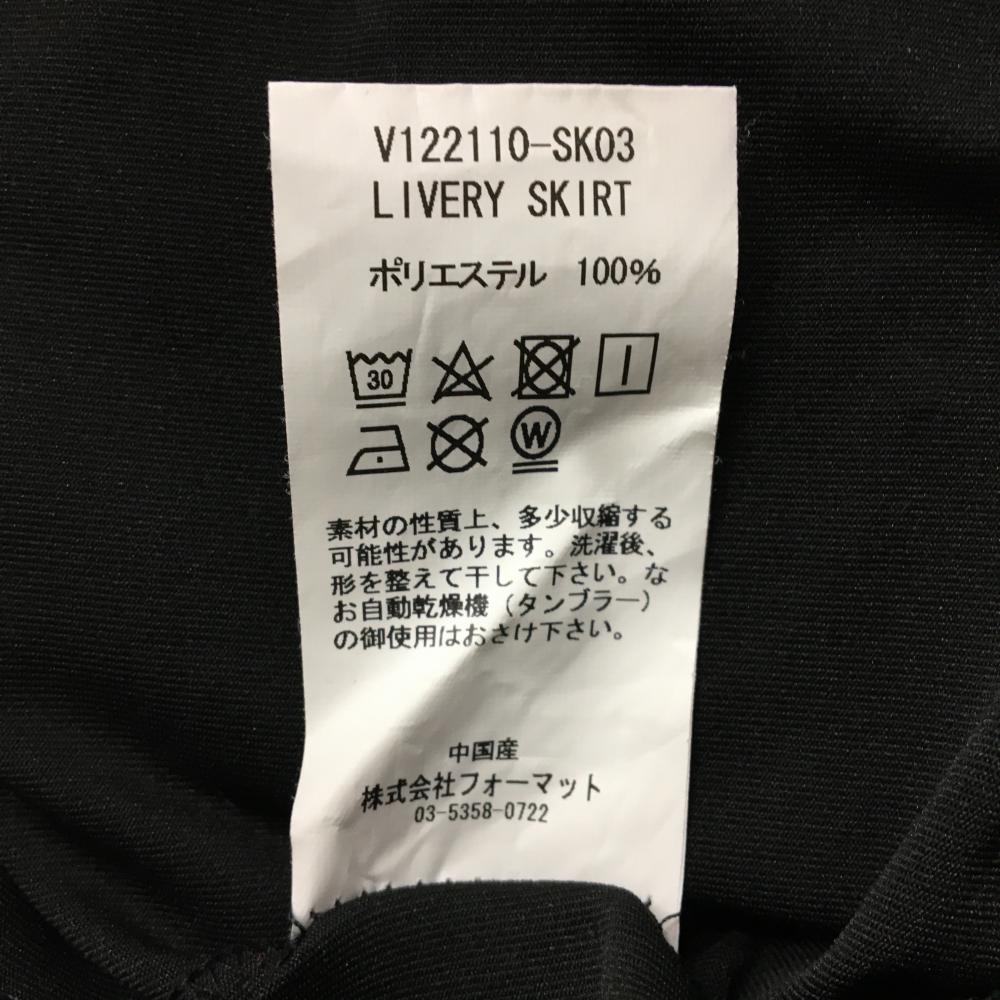 V122110-SK03
LIVERY SKIRT
ポリエステル 100%
30
W
素材の性質上、多少収縮する
可能性があります。洗濯後、
形を整えて干して下さい。な
お自動乾燥機(タンブラー)
の御使用はおさけ下さい。
中国産
株式会社フォーマット
03-5358-0722